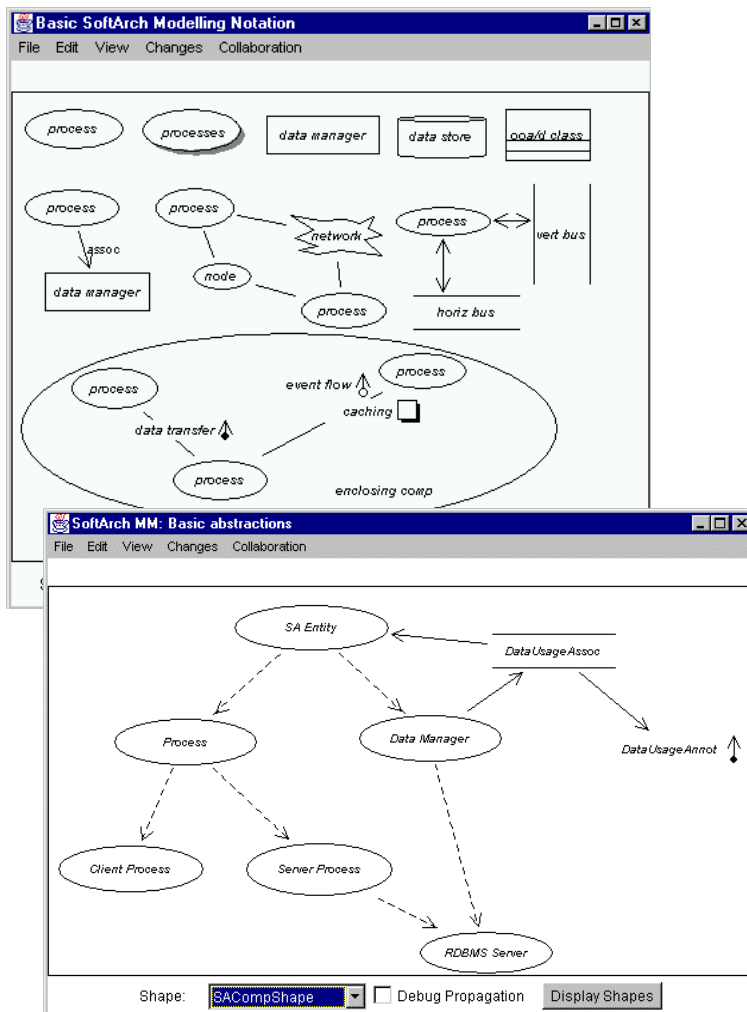 Basic SoftArch Modelling Notation
File Edit View Changes Collaboration
process processes data manager data store ooa/d class
process process process
assoc network vert bus
node
data manager process horiz bus
process event flow process
caching
data transfer
process enclosing comp
SoftArch MM: Basic abstractions
File Edit View Changes Collaboration
SA Entity
DataUsageAssoc
Process Data Manager DataUsageAnnot
Client Process Server Process
RDBMS Server
Shape: SACompShape Debug Propagation Display Shapes